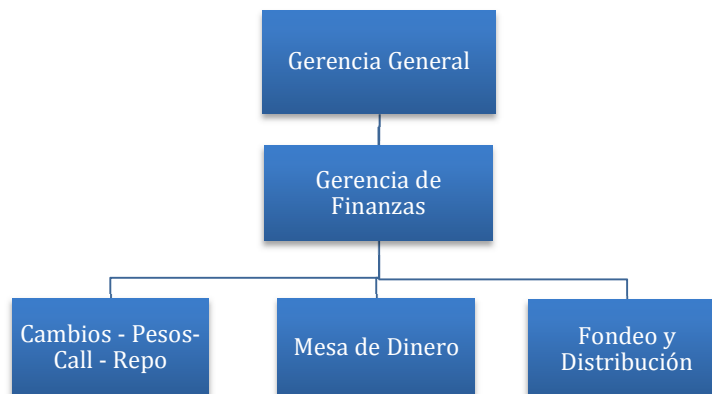 Gerencia General
Gerencia de
Finanzas
Cambios - Pesos-
Call - Repo
Mesa de Dinero
Fondeo y
Distribución